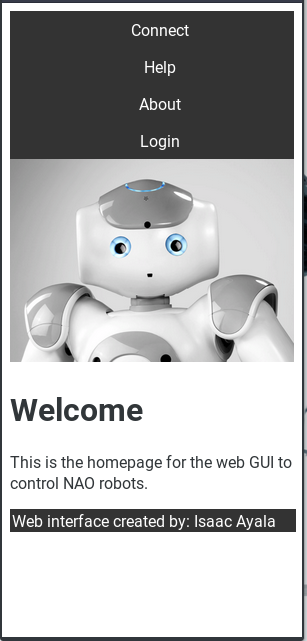 Connect
Help
About
Login
Welcome
This is the homepage for the web GUI to
control NAO robots.
Web interface created by: Isaac Ayala